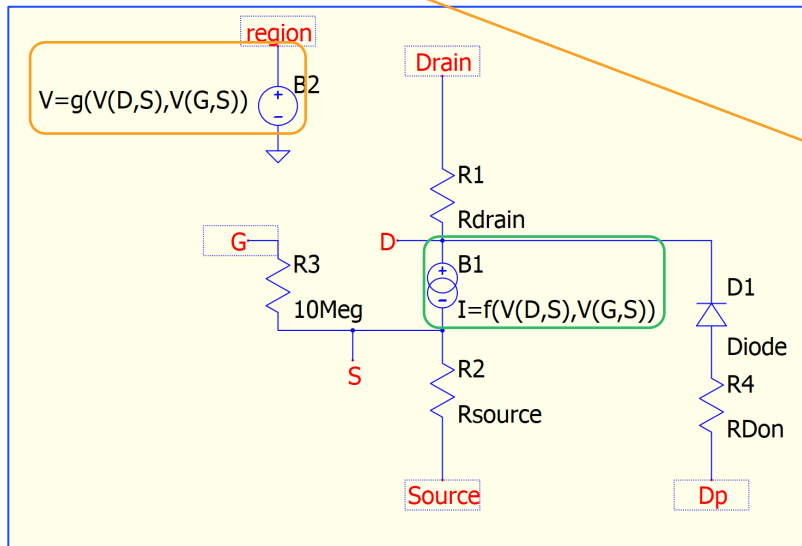 region
B2
V=g(V(D,S),V(G,S))
+
−
Drain
R1
Rdrain
G
D
R3
10Meg
+
−
B1
I=f(V(D,S),V(G,S))
D1
Diode
S
R2
Rsource
R4
RDon
Source
Dp